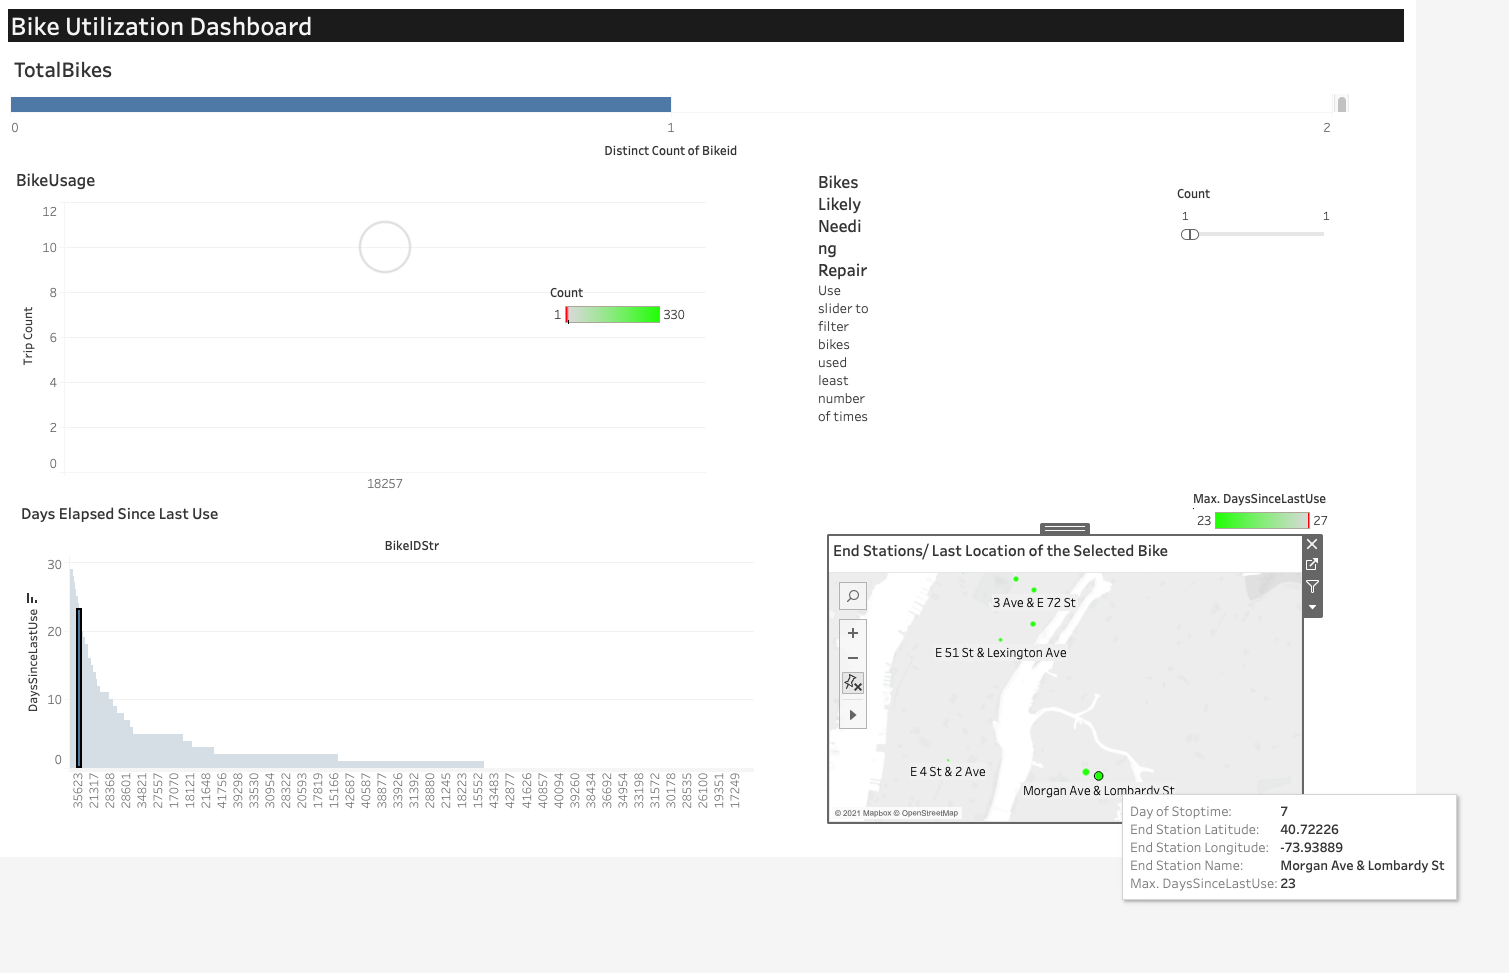 Bike Utilization Dashboard
TotalBikes
0
1
2
Distinct Count of Bikeid
BikeUsage
12
10
8
6
4
2
0
Trip Count
18257
Count
1
330
Bikes
Likely
Needi
ng
Repair
Use
slider to
filter
bikes
used
least
number
of times
Count
1
1
Days Elapsed Since Last Use
BikeIDStr
30
20
10
0
DaysSinceLastUse
35623
21317
28368
28601
34821
27506
17070
18121
21648
41756
39298
33530
30954
28322
20593
17819
15166
42687
40587
38877
33926
31392
28880
21245
18223
15552
43483
42877
41626
40857
40094
39260
38434
36692
34954
33198
31572
30178
28535
26100
19351
17249
Max. DaysSinceLastUse
23
27
End Stations/ Last Location of the Selected Bike
3 Ave & E 72 St
E 51 St & Lexington Ave
E 4 St & 2 Ave
Morgan Ave & Lombardy St
© 2021 Mapbox © OpenStreetMap
Day of Stoptime: 7
End Station Latitude: 40.72226
End Station Longitude: -73.93889
End Station Name: Morgan Ave & Lombardy St
Max. DaysSinceLastUse: 23